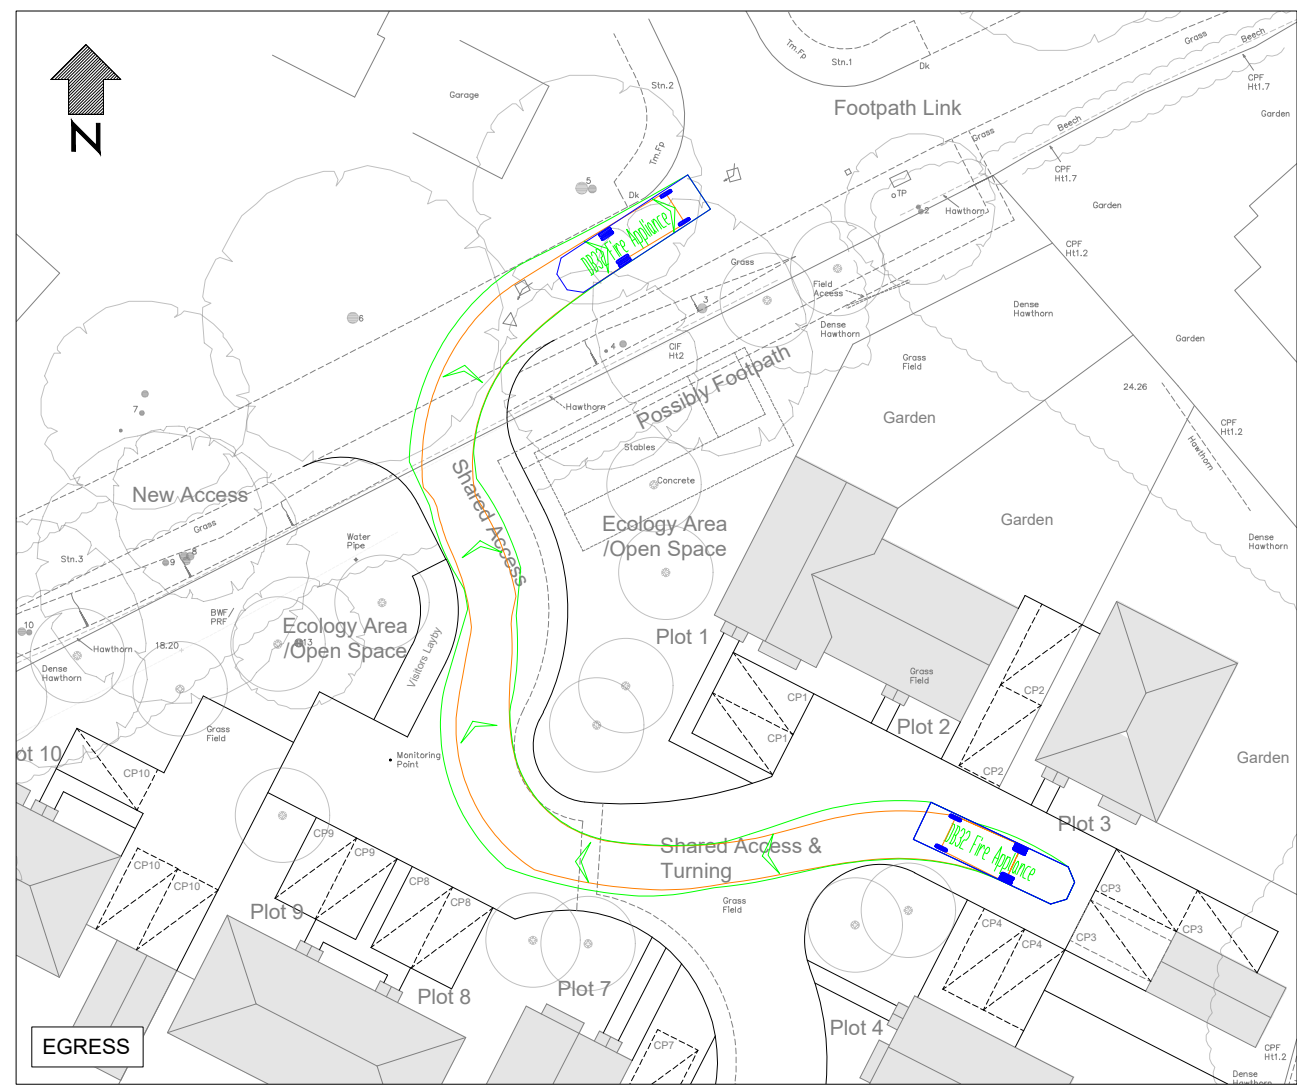 N
Garage
Trn.Fp
Stn.1
Dk
Grass
Beech
CPF
Ht1.7
Garden
Stn.2
Footpath Link
Beech
Grass
Trn.Fp
CPF
Ht1.7
5
Dk
TP
2
Hawthorn
Garden
DB32 Fire Appliance
CPF
Ht1.2
Grass
Field
Access
Dense
Hawthorn
Dense
Hawthorn
3
6
4
CIF
Ht2
Grass
Field
Garden
24.26
Possibly Footpath
7
Hawthorn
Garden
CPF
Ht1.2
Hawthorn
Stables
Concrete
Shared Access
New Access
Garden
Grass
Water
Pipe
Ecology Area
/Open Space
Dense
Hawthorn
Stn.3
9
8
BWF/
PRF
10
Hawthorn
18.20
Ecology Area
/Open Space
13
Visitors Layby
Plot 1
Dense
Hawthorn
Grass
Field
CP1
CP2
Plot 2
Grass
Field
CP1
ot 10
CP10
Monitoring
Point
CP2
Garden
Plot 3
CP9
CP9
Shared Access &
Turning
DB32 Fire Appliance
CP10
CP10
CP8
CP8
CP3
CP3
Grass
Field
Plot 9
CP4
CP4
CP3
CP3
Plot 8
Plot 7
Plot 4
EGRESS
CP7
CPF
Ht1.2
Dense
Hawthorn